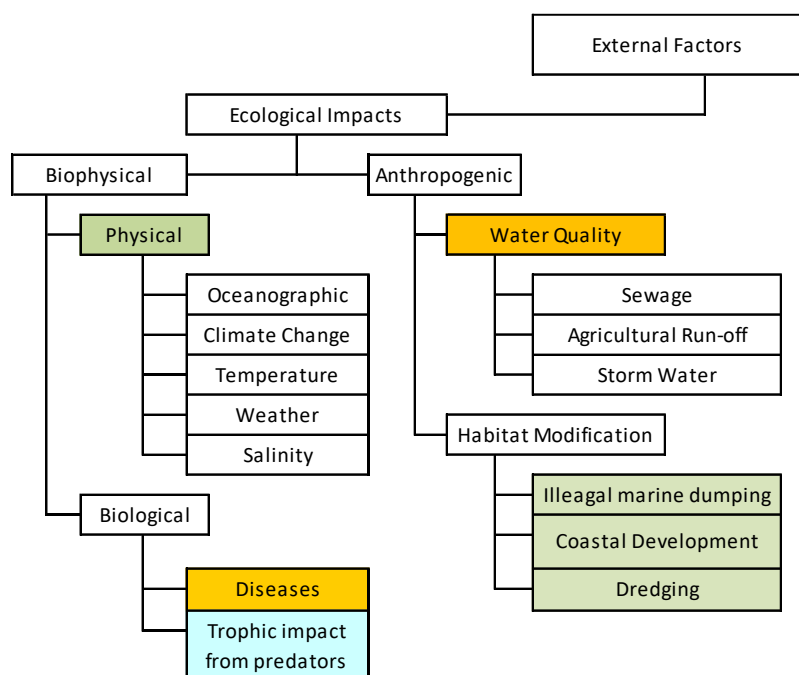 External Factors
Ecological Impacts
Biophysical
Anthropogenic
Physical
Water Quality
Oceanographic
Sewage
Climate Change
Agricultural Run-off
Temperature
Storm Water
Weather
Habitat Modification
Salinity
Illeagal marine dumping
Biological
Coastal Development
Diseases
Dredging
Trophic impact
from predators